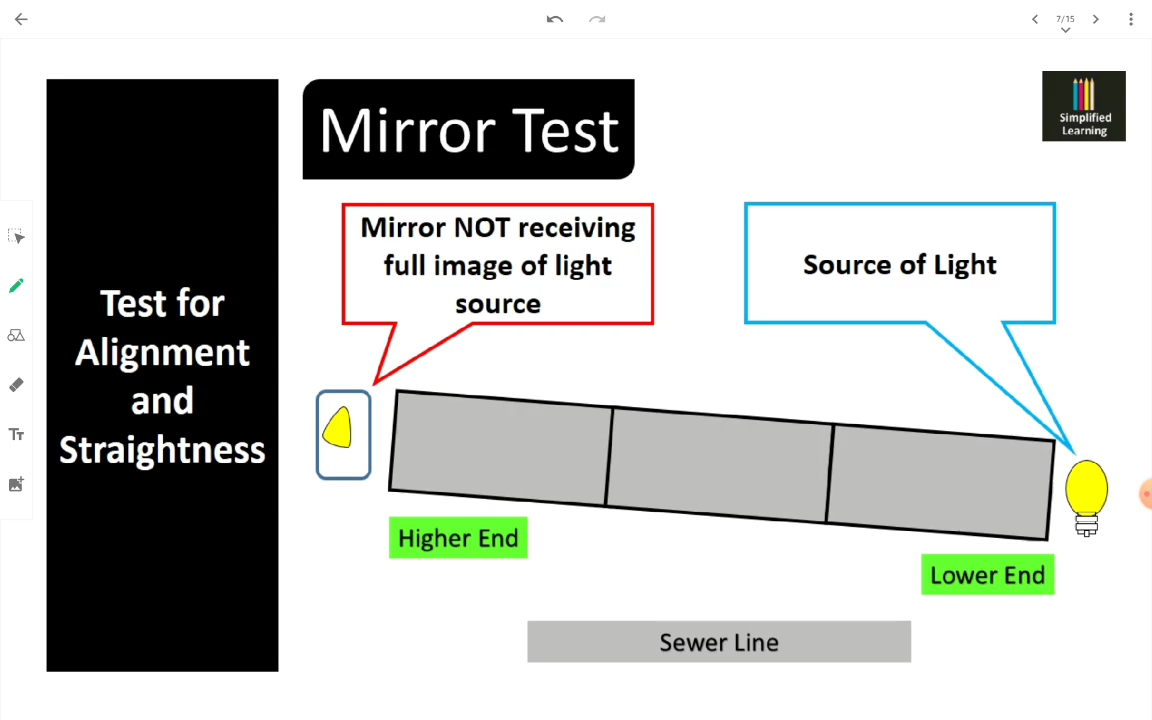 7/15
Mirror Test
Simplified
Learning
Test for
Alignment
and
Straightness
Mirror NOT receiving
full image of light
source
Source of Light
Higher End
Lower End
Sewer Line